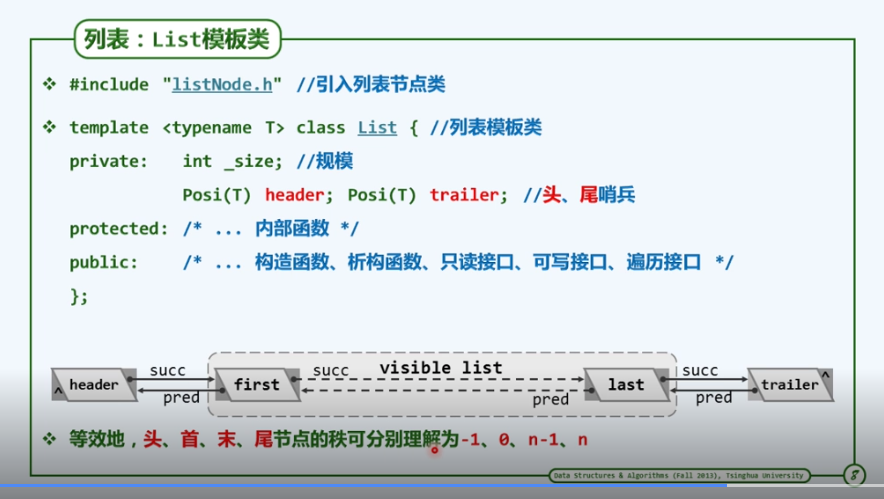 列表：List模板类
❖ #include "listNode.h" //引入列表节点类
❖ template <typename T> class List { //列表模板类
private: int _size; //规模
Posi(T) header; Posi(T) trailer; //头、尾哨兵
protected: /* ... 内部函数 */
public: /* ... 构造函数、析构函数、只读接口、可写接口、遍历接口 */
};
header succ pred first succ visible list pred last succ pred trailer
❖ 等效地，头、首、末、尾节点的秩可分别理解为-1、0、n-1、n
Data Structures & Algorithms (Fall 2013), Tsinghua University
8